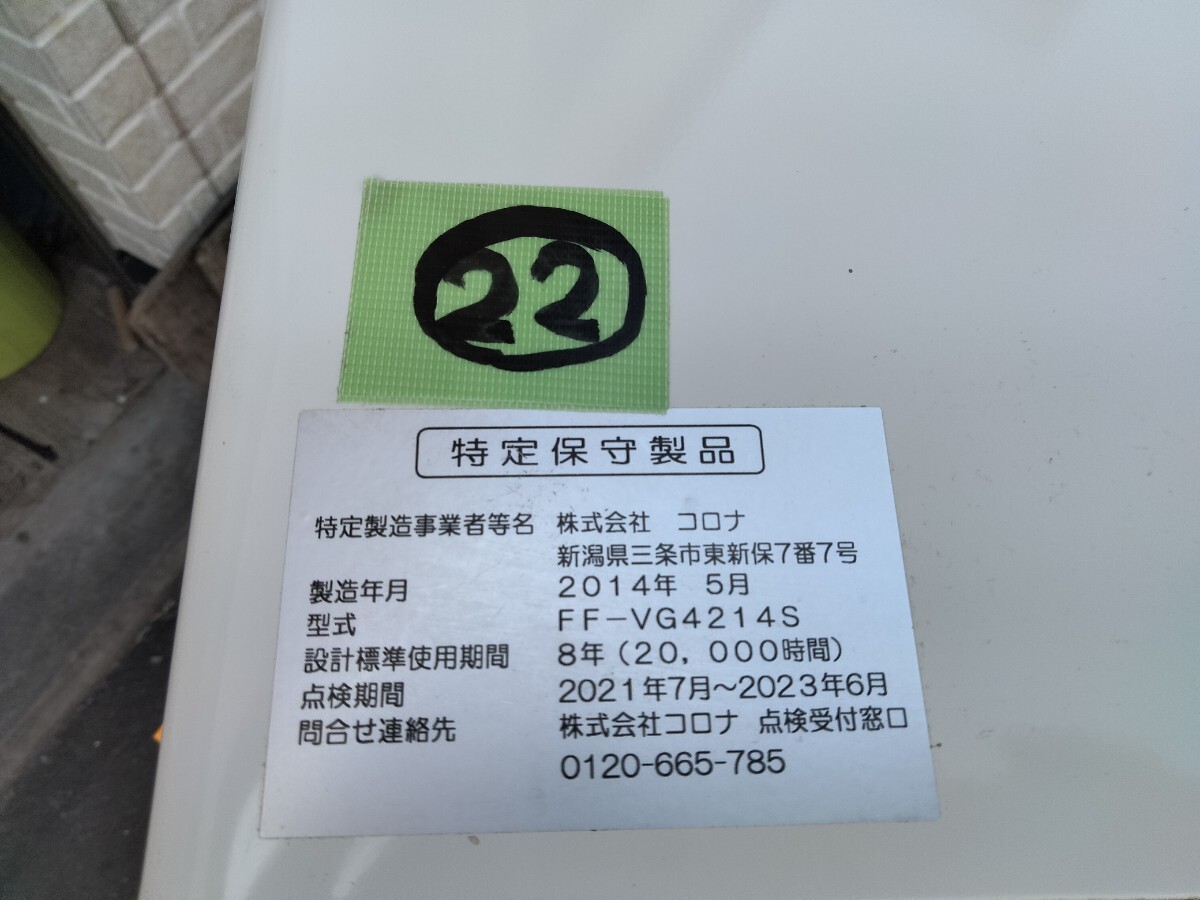 22
特定保守製品
特定製造事業者等名 株式会社 コロナ
新潟県三条市東新保7番7号
製造年月 2014年 5月
型式 FF-VG4214S
設計標準使用期間 8年(20,000時間)
点検期間 2021年7月~2023年6月
問合せ連絡先 株式会社コロナ 点検受付窓口
0120-665-785